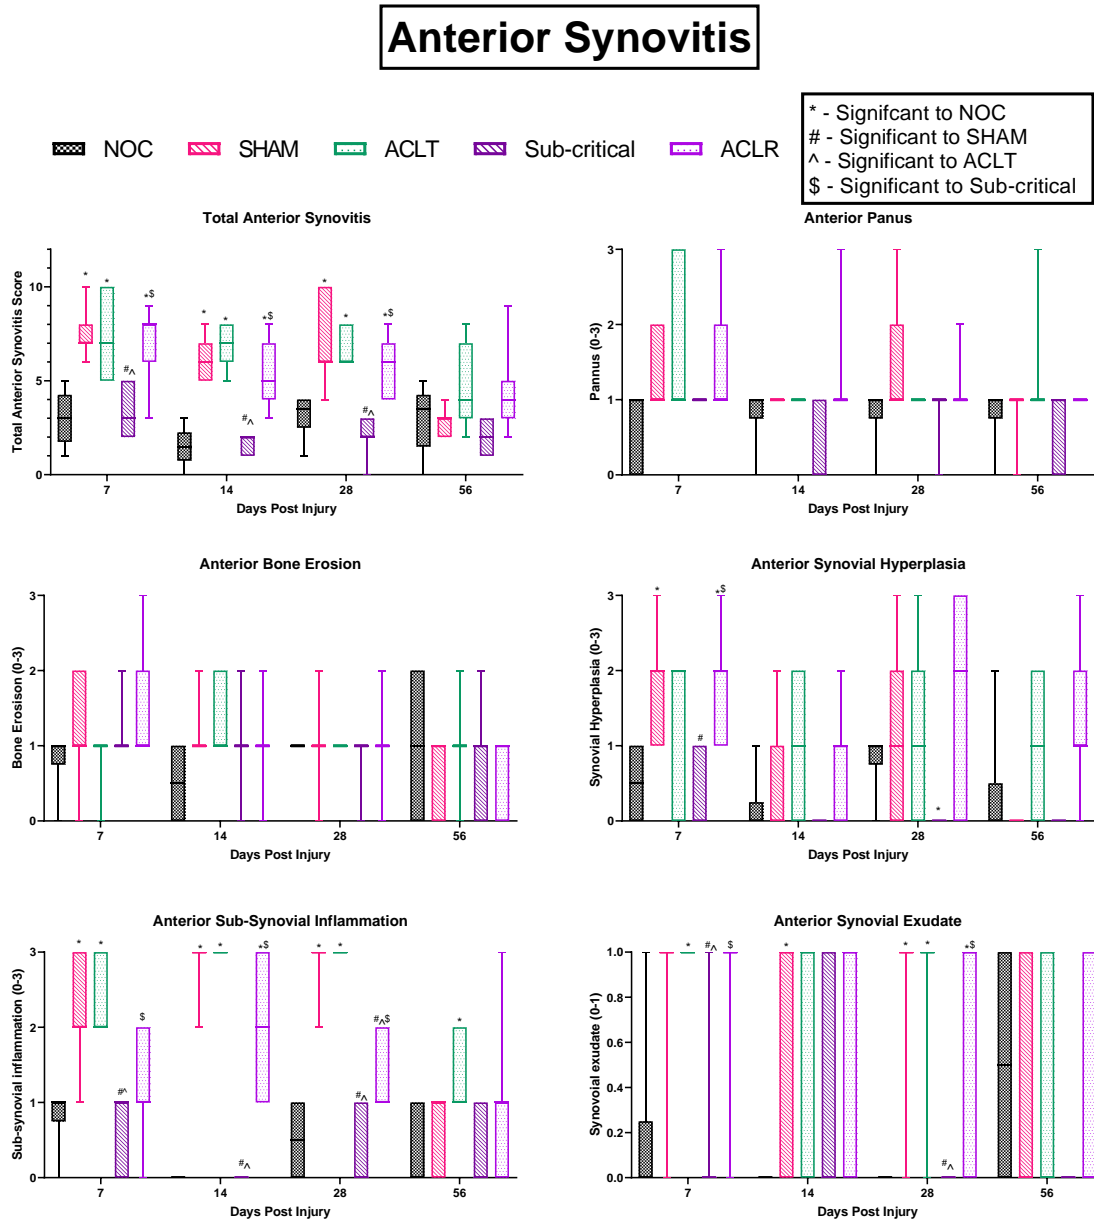 Anterior Synovitis
NOC SHAM ACLT Sub-critical ACLR
* - Signifcant to NOC
# - Signifcant to SHAM
^ - Significant to ACLT
$ - Significant to Sub-critical
Total Anterior Synovitis
Total Anterior Synovitis Score
10
5
0
* * #^ *$ * * #^ *$ * * #^ *$
7 14 28 56
Days Post Injury
Anterior Panus
Pannus (0-3)
3
2
1
0
7 14 28 56
Days Post Injury
Anterior Bone Erosion
Bone Erosison (0-3)
3
2
1
0
7 14 28 56
Days Post Injury
Anterior Synovial Hyperplasia
Synovial Hyperplasia (0-3)
3
2
1
0
* # *$ *
7 14 28 56
Days Post Injury
Anterior Sub-Synovial Inflammation
Sub-synovial inflammation (0-3)
3
2
1
0
* * #^ $ * * #^ *$ * * #^ #^$ *
7 14 28 56
Days Post Injury
Anterior Synovial Exudate
Synovoial exudate (0-1)
1.0
0.8
0.6
0.4
0.2
0.0
* #^ $ * * * #^ *$
7 14 28 56
Days Post Injury